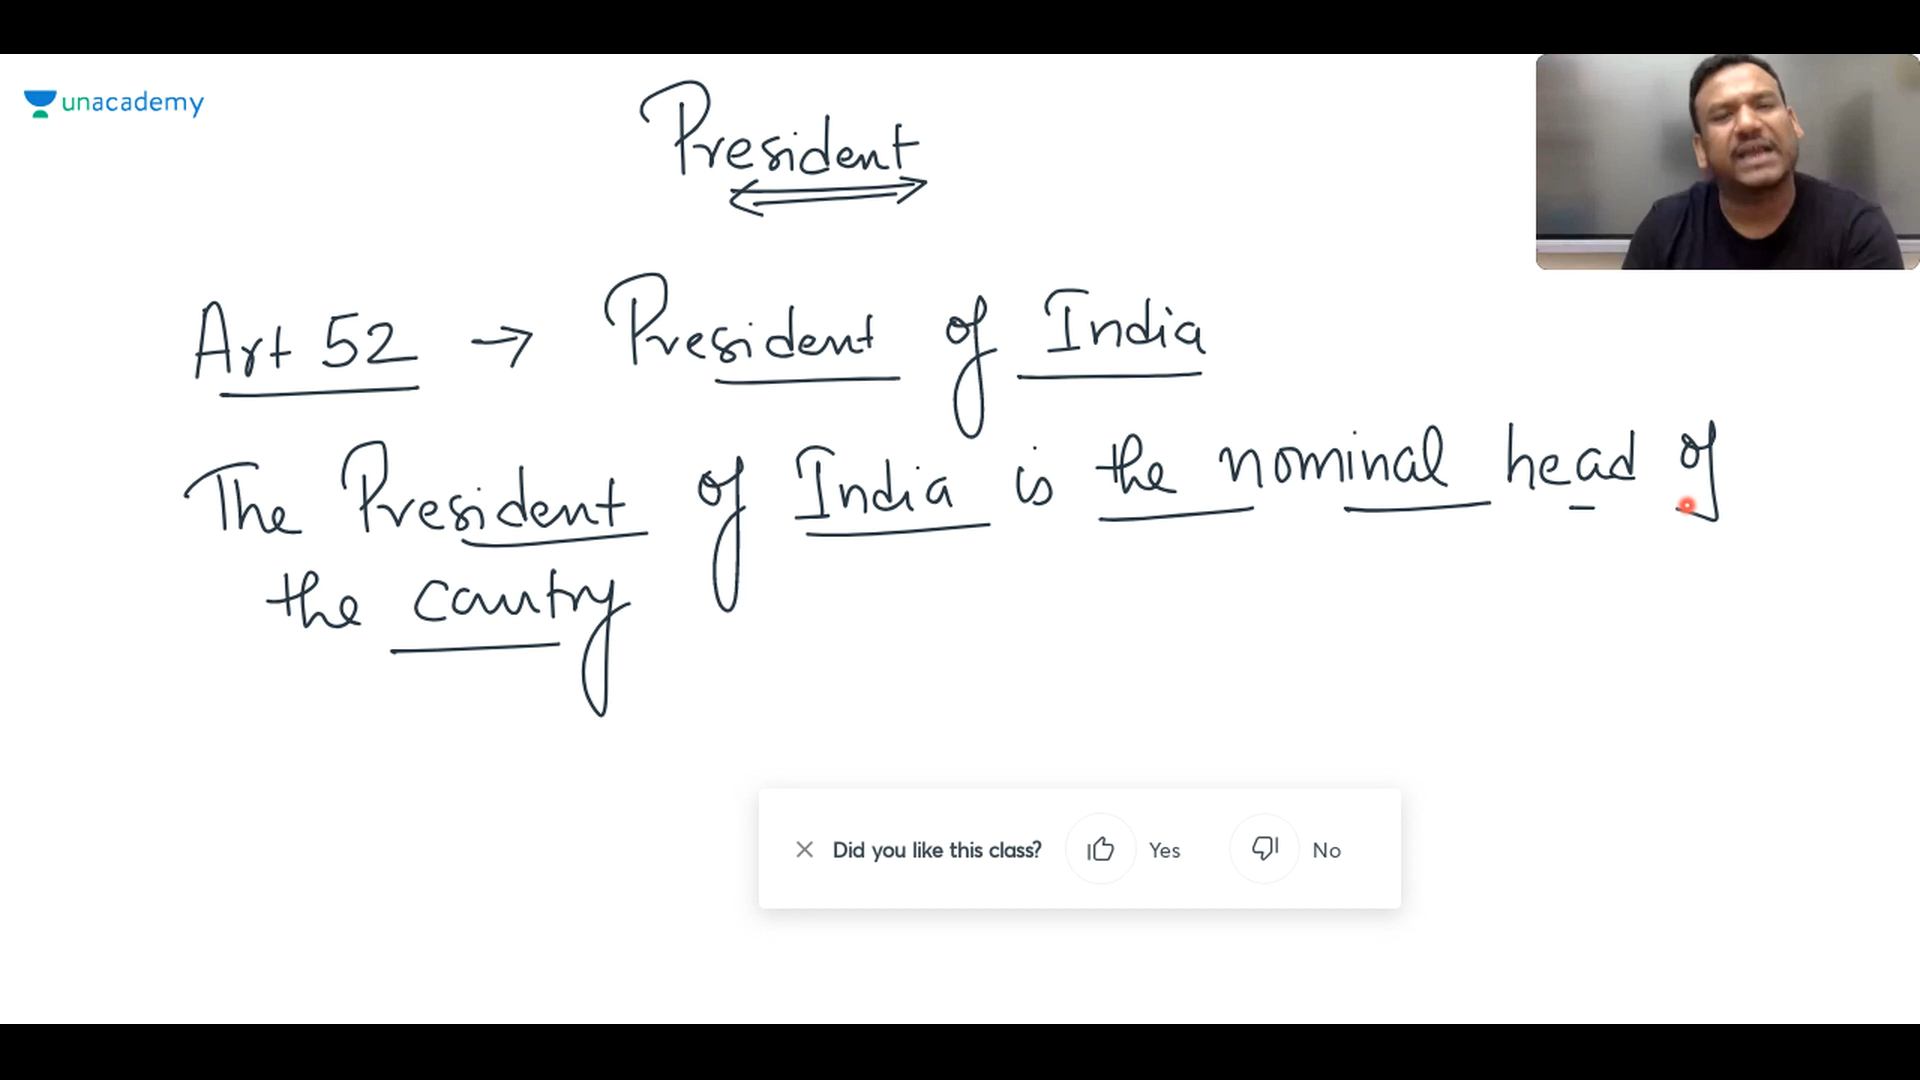 unacademy
President
Art 52 → President of India
The President of India is the nominal head of
the country
Did you like this class? Yes No